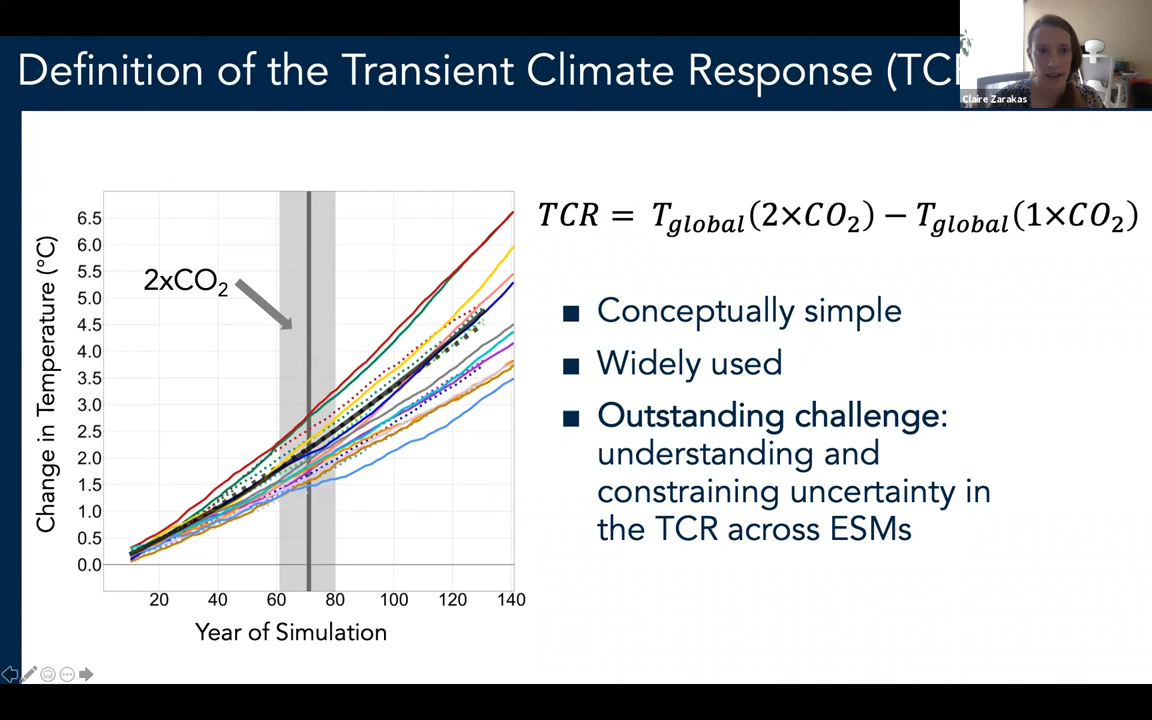 Definition of the Transient Climate Response (TC
Claire Zarakas
TCR = T_global(2×CO₂) − T_global(1×CO₂)
2xCO₂
Change in Temperature (°C)
6.5
6.0
5.5
5.0
4.5
4.0
3.5
3.0
2.5
2.0
1.5
1.0
0.5
0.0
20 40 60 80 100 120 140
Year of Simulation
■ Conceptually simple
■ Widely used
■ Outstanding challenge:
understanding and
constraining uncertainty in
the TCR across ESMs